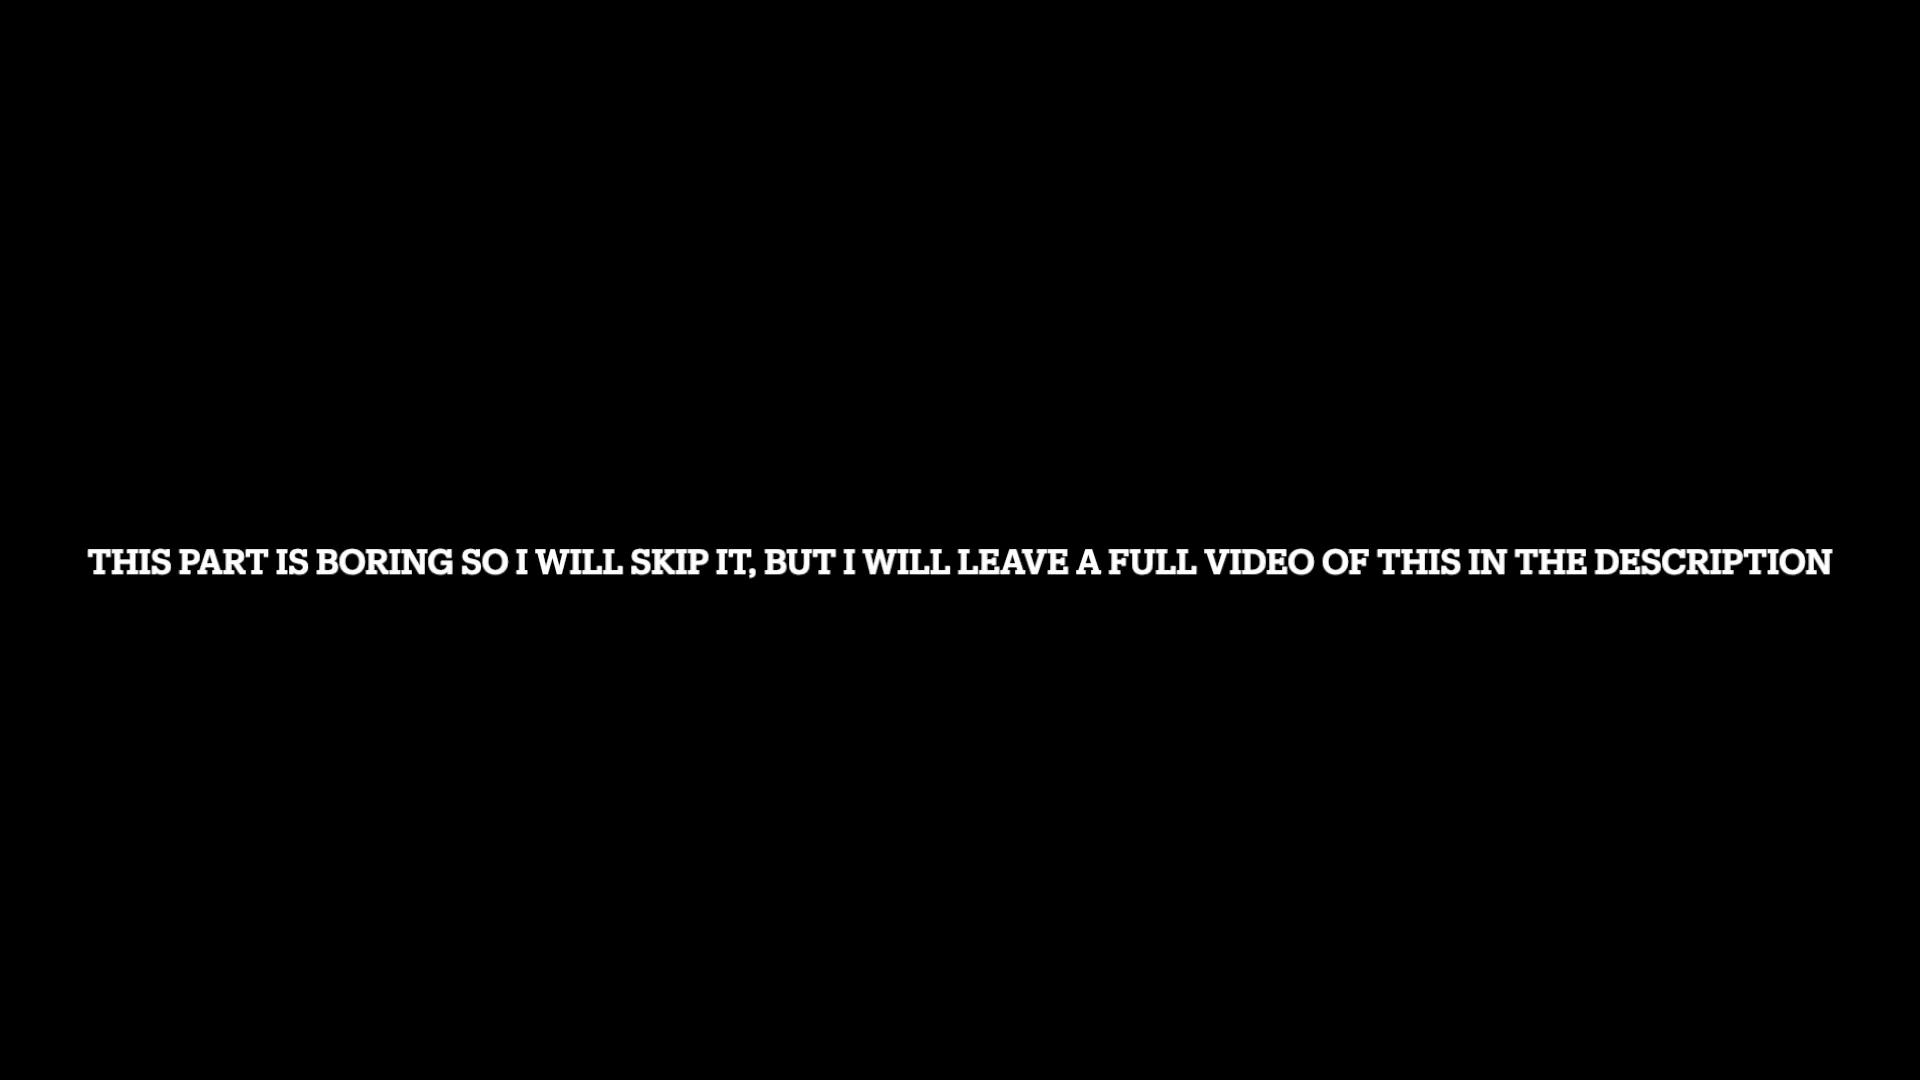 THIS PART IS BORING SO I WILL SKIP IT, BUT I WILL LEAVE A FULL VIDEO OF THIS IN THE DESCRIPTION